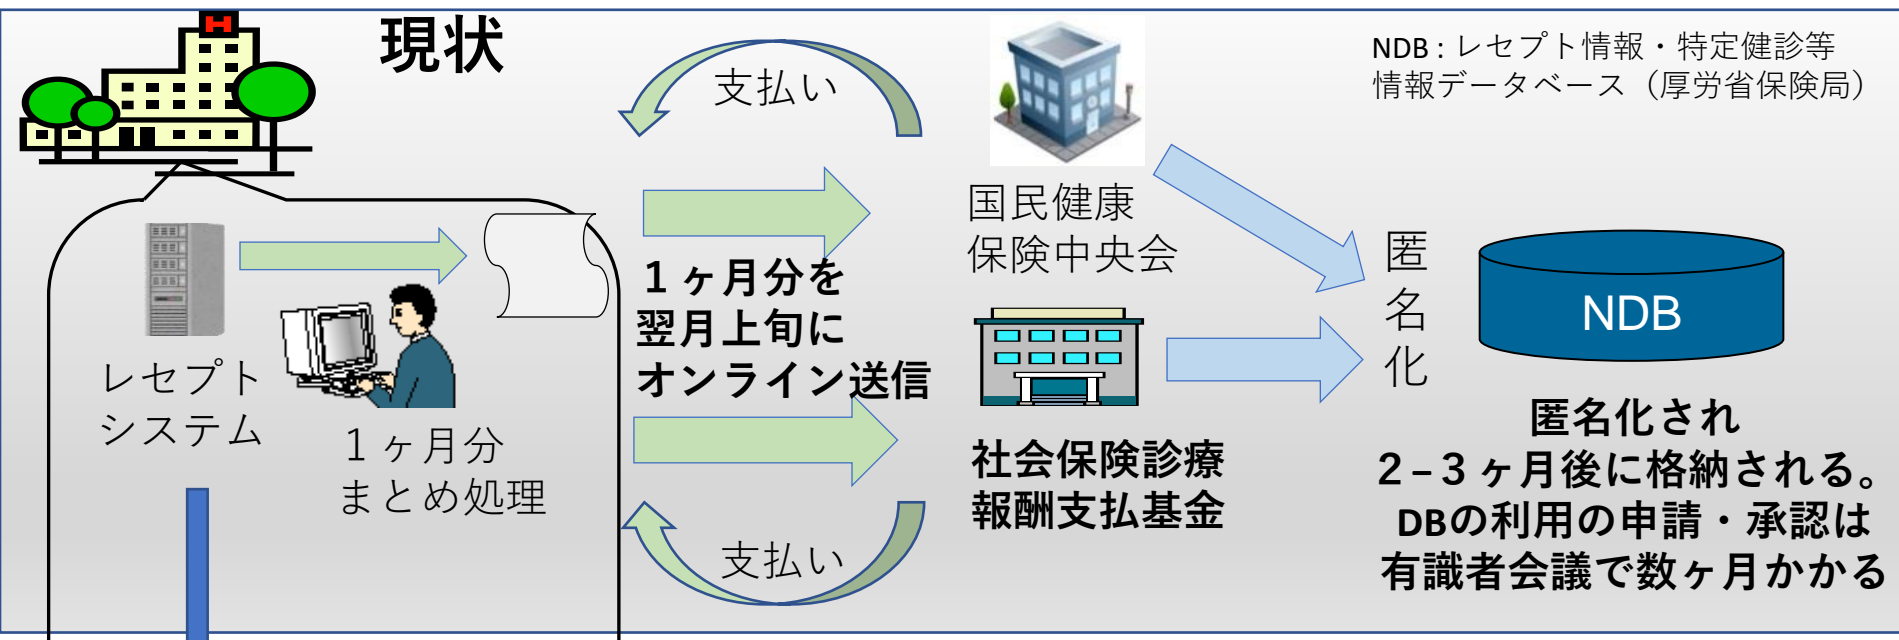 H
現状
NDB : レセプト情報・特定健診等
情報データベース（厚労省保険局）
支払い
国民健康
保険中央会
１ヶ月分を
翌月上旬に
オンライン送信
レセプト
システム
１ヶ月分
まとめ処理
社会保険診療
報酬支払基金
支払い
匿
名
化
NDB
匿名化され
２−３ヶ月後に格納される。
DBの利用の申請・承認は
有識者会議で数ヶ月かかる